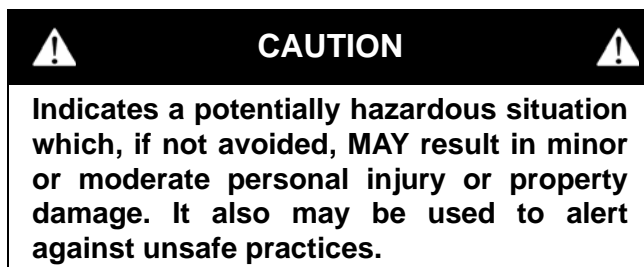 CAUTION
Indicates a potentially hazardous situation
which, if not avoided, MAY result in minor
or moderate personal injury or property
damage. It also may be used to alert
against unsafe practices.